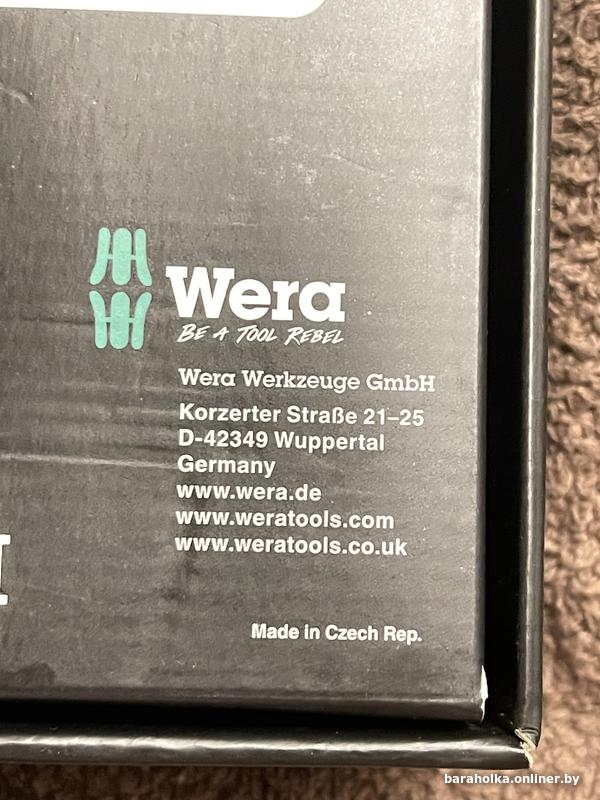 Wera
BE A TOOL REBEL
Wera Werkzeuge GmbH
Korzerter Straße 21–25
D-42349 Wuppertal
Germany
www.wera.de
www.weratools.com
www.weratools.co.uk
Made in Czech Rep.
baraholka.onliner.by